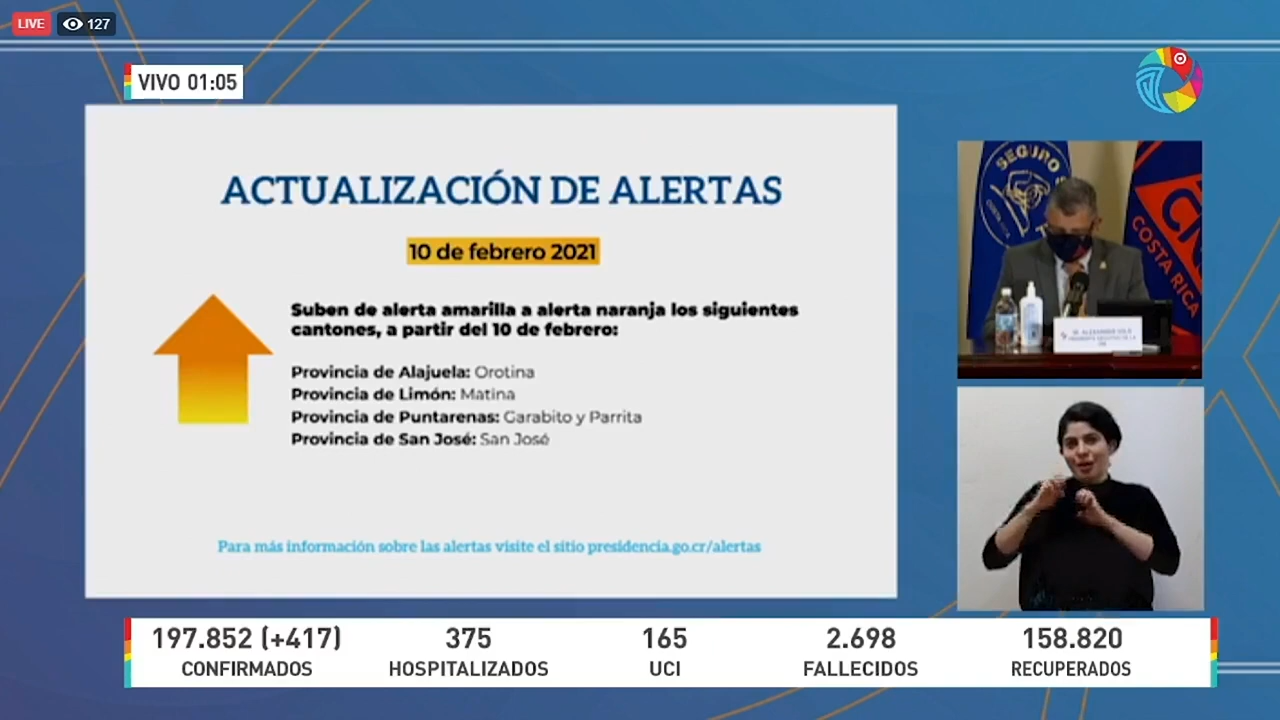 LIVE
127
VIVO 01:05
ACTUALIZACIÓN DE ALERTAS
10 de febrero 2021
Suben de alerta amarilla a alerta naranja los siguientes
cantones, a partir del 10 de febrero:
Provincia de Alajuela: Orotina
Provincia de Limón: Matina
Provincia de Puntarenas: Garabito y Parrita
Provincia de San José: San José
Para más información sobre las alertas visite el sitio presidencia.go.cr/alertas
SEGURO
COSTA RICA
197.852 (+417)
CONFIRMADOS
375
HOSPITALIZADOS
165
UCI
2.698
FALLECIDOS
158.820
RECUPERADOS